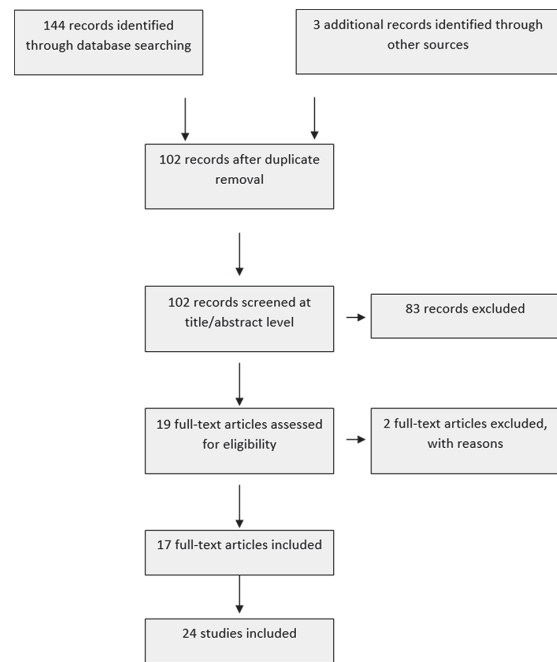 144 records identified
through database searching
3 additional records identified through
other sources
102 records after duplicate
removal
102 records screened at
title/abstract level
83 records excluded
19 full-text articles assessed
for eligibility
2 full-text articles excluded,
with reasons
17 full-text articles included
24 studies included